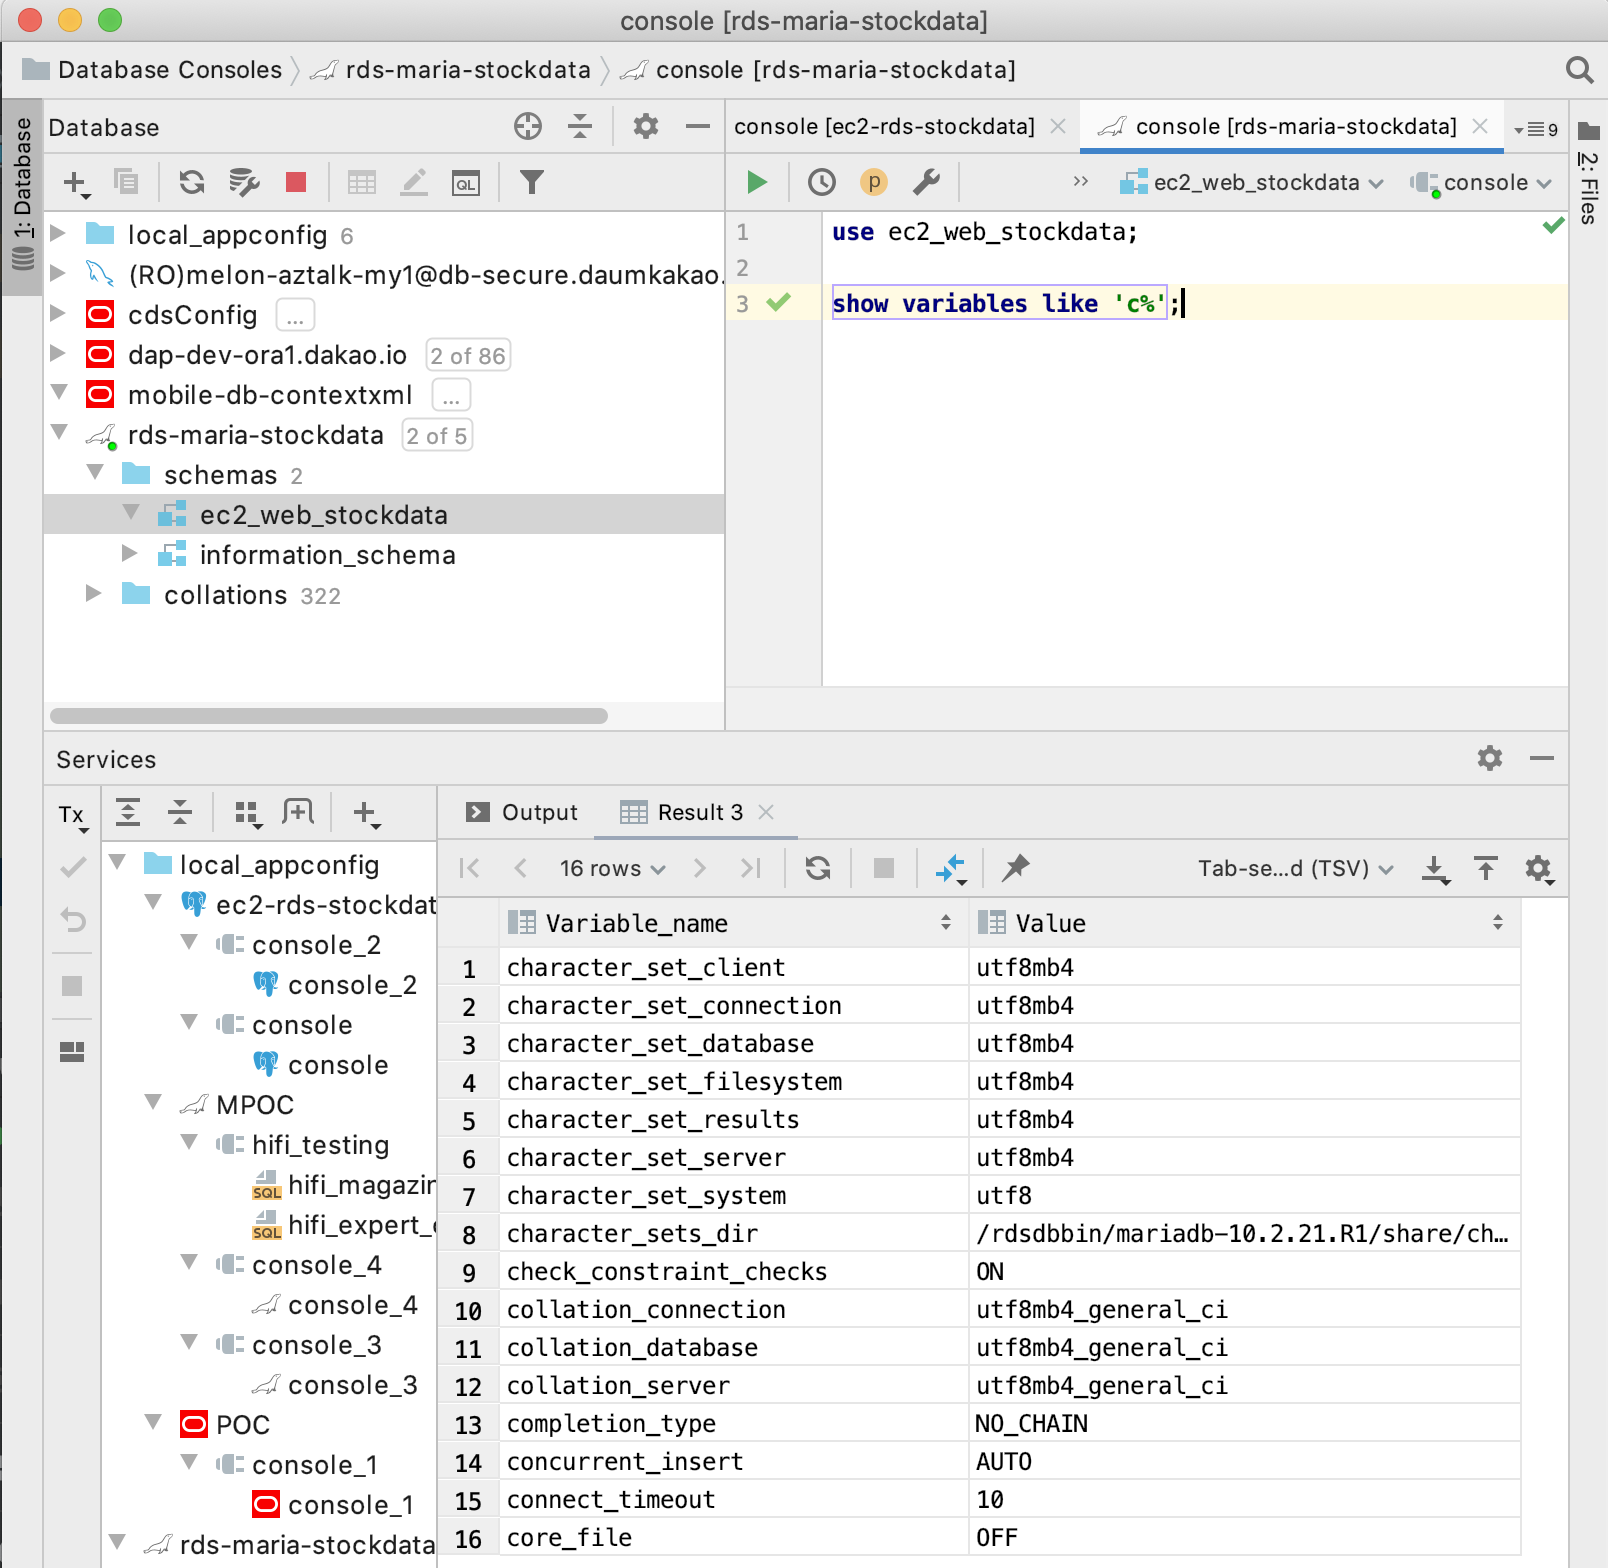 console [rds-maria-stockdata]
Database Consoles rds-maria-stockdata console [rds-maria-stockdata]
1: Database
Database
local_appconfig 6
(RO)melon-aztalk-my1@db-secure.daumkakao.
cdsConfig ...
dap-dev-ora1.dakao.io 2 of 86
mobile-db-contextxml ...
rds-maria-stockdata 2 of 5
schemas 2
ec2_web_stockdata
information_schema
collations 322
console [ec2-rds-stockdata] console [rds-maria-stockdata] 9
ec2_web_stockdata console
1 use ec2_web_stockdata;
2
3 show variables like 'c%';
2: Files
Services
Tx
local_appconfig
ec2-rds-stockdat
console_2
console_2
console
console
MPOC
hifi_testing
SQL hifi_magazin
SQL hifi_expert_
console_4
console_4
console_3
console_3
POC
console_1
console_1
rds-maria-stockdata
Output Result 3
16 rows Tab-se...d (TSV)
Variable_name Value
1 character_set_client utf8mb4
2 character_set_connection utf8mb4
3 character_set_database utf8mb4
4 character_set_filesystem utf8mb4
5 character_set_results utf8mb4
6 character_set_server utf8mb4
7 character_set_system utf8
8 character_sets_dir /rdsdbbin/mariadb-10.2.21.R1/share/ch...
9 check_constraint_checks ON
10 collation_connection utf8mb4_general_ci
11 collation_database utf8mb4_general_ci
12 collation_server utf8mb4_general_ci
13 completion_type NO_CHAIN
14 concurrent_insert AUTO
15 connect_timeout 10
16 core_file OFF